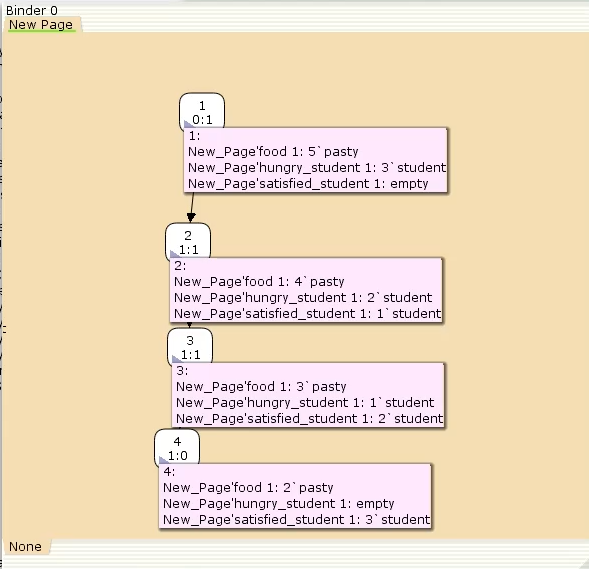 Binder 0
New Page
1
0:1
1:
New_Page'food 1: 5`pasty
New_Page'hungry_student 1: 3`student
New_Page'satisfied_student 1: empty
2
1:1
2:
New_Page'food 1: 4`pasty
New_Page'hungry_student 1: 2`student
New_Page'satisfied_student 1: 1`student
3
1:1
3:
New_Page'food 1: 3`pasty
New_Page'hungry_student 1: 1`student
New_Page'satisfied_student 1: 2`student
4
1:0
4:
New_Page'food 1: 2`pasty
New_Page'hungry_student 1: empty
New_Page'satisfied_student 1: 3`student
None